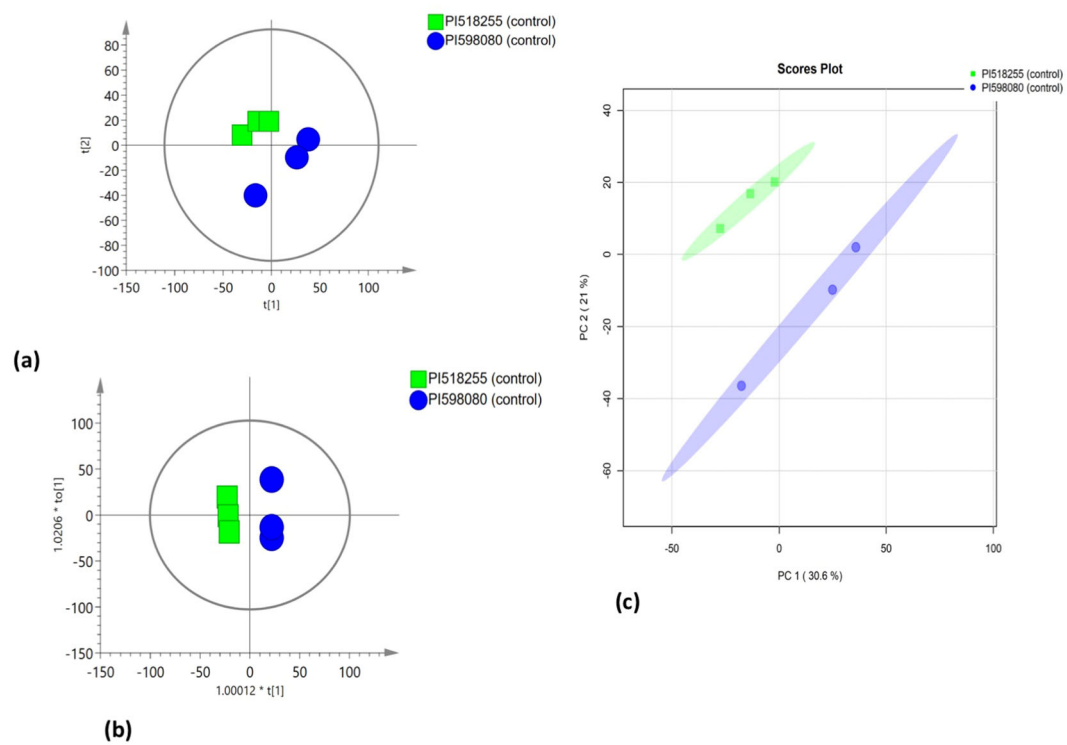 PI518255 (control)
PI598080 (control)
80
60
40
20
0
-20
-40
-60
-80
-100
t[2]
-150 -100 -50 0 50 100
t[1]
(a)
PI518255 (control)
PI598080 (control)
100
50
0
-50
-100
-150
1.0206 * to[1]
-150 -100 -50 0 50 100
1.00012 * t[1]
(b)
Scores Plot
PI518255 (control)
PI598080 (control)
40
20
0
-20
-40
-60
PC 2 ( 21 %)
-50 0 50 100
PC 1 ( 30.6 %)
(c)